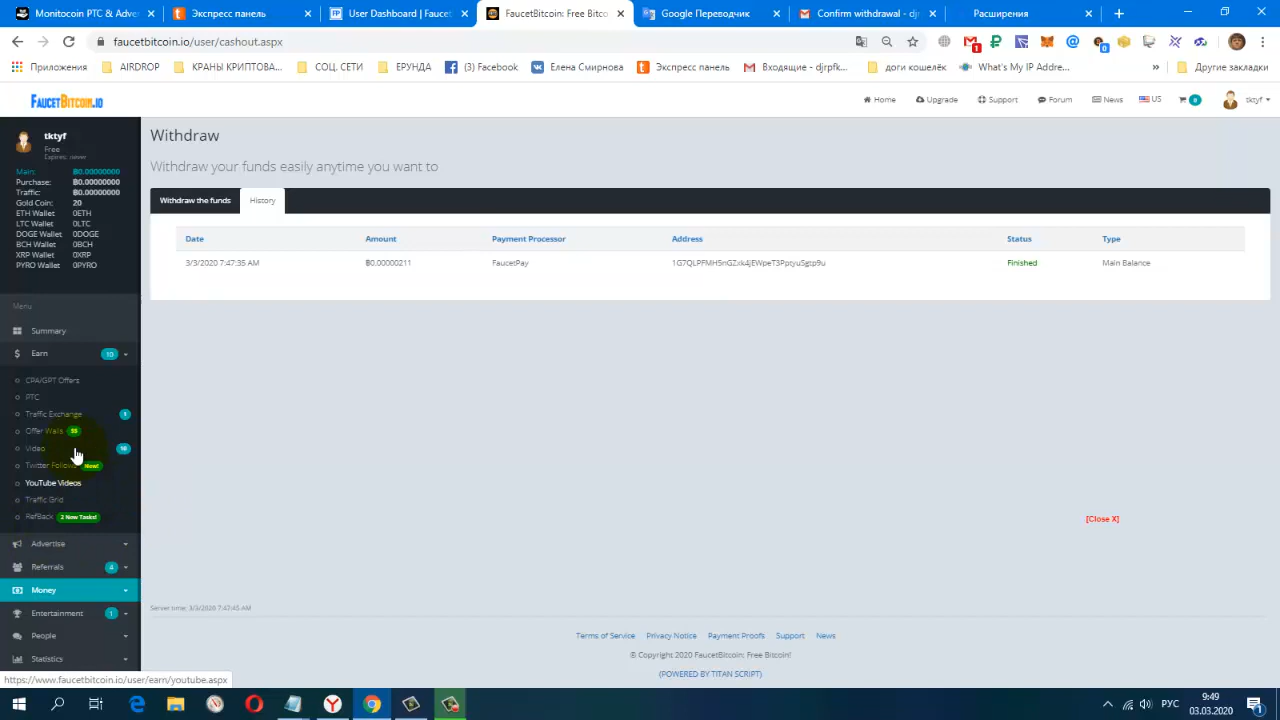 Монитоинг PTC & Adve
Экспресс панель
User Dashboard | Faucet
FaucetBitcoin: Free Bitco
Google Переводчик
Confirm withdrawal - djr
Расширения
faucetbitcoin.io/user/cashout.aspx
Приложения
AIRDROP
КРАНЫ КРИПТОВА...
СОЦ. СЕТИ
ЕРУНДА
(3) Facebook
Елена Смирнова
Экспресс панель
Входящие - djrpfk...
доги кошелёк
What's My IP Addre...
»
Другие закладки
FAUCETBITCOIN.IO
Home
Upgrade
Support
Forum
News
US
0
tktyf
tktyf
Free
Expires: never
Main: ฿0.00000000
Purchase: ฿0.00000000
Traffic: ฿0.00000000
Gold Coin: 20
ETH Wallet 0ETH
LTC Wallet 0LTC
DOGE Wallet 0DOGE
BCH Wallet 0BCH
XRP Wallet 0XRP
PYRO Wallet 0PYRO
Menu
Summary
Earn 10
CPA/GPT Offers
PTC
Traffic Exchange 1
Offer Walls
Video 10
Twitter Follows New!
YouTube Videos
Traffic Grid
RefBack 2 New Tasks!
Advertise
Referrals 4
Money
Entertainment 1
People
Statistics
Withdraw
Withdraw your funds easily anytime you want to
Withdraw the funds
History
Date Amount Payment Processor Address Status Type
3/3/2020 7:47:35 AM ฿0.00000211 FaucetPay 1G7QLPFMH5nGZxk4JEWpeT3PptyuSgtp9u Finished Main Balance
[Close X]
Server time: 3/3/2020 7:47:45 AM
Terms of Service Privacy Notice Payment Proofs Support News
© Copyright 2020 FaucetBitcoin: Free Bitcoin!
(POWERED BY TITAN SCRIPT)
https://www.faucetbitcoin.io/user/earn/youtube.aspx
РУС
9:49
03.03.2020